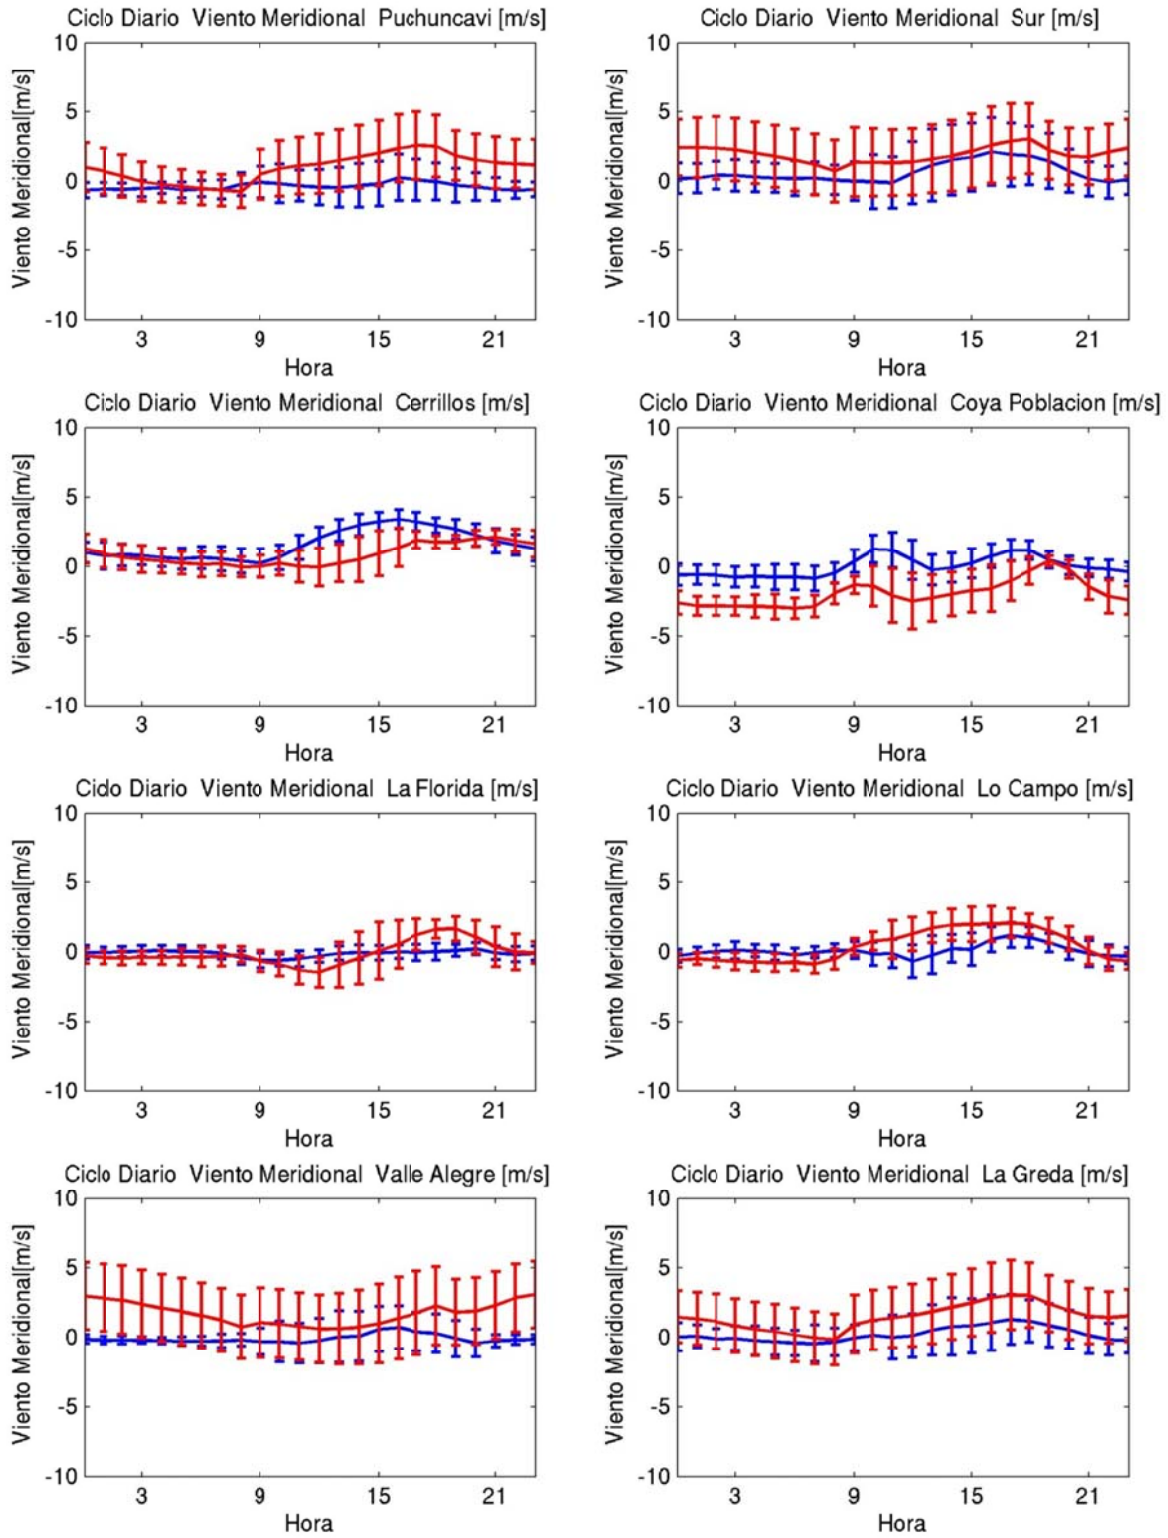 Ciclo Diario Viento Meridional Puchuncavi [m/s]
10
5
0
-5
-10
Viento Meridional[m/s]
3 9 15 21
Hora
Ciclo Diario Viento Meridional Sur [m/s]
10
5
0
-5
-10
Viento Meridional[m/s]
3 9 15 21
Hora
Ciclo Diario Viento Meridional Cerrillos [m/s]
10
5
0
-5
-10
Viento Meridional[m/s]
3 9 15 21
Hora
Ciclo Diario Viento Meridional Coya Poblacion [m/s]
10
5
0
-5
-10
Viento Meridional[m/s]
3 9 15 21
Hora
Ciclo Diario Viento Meridional La Florida [m/s]
10
5
0
-5
-10
Viento Meridional[m/s]
3 9 15 21
Hora
Ciclo Diario Viento Meridional Lo Campo [m/s]
10
5
0
-5
-10
Viento Meridional[m/s]
3 9 15 21
Hora
Ciclo Diario Viento Meridional Valle Alegre [m/s]
10
5
0
-5
-10
Viento Meridional[m/s]
3 9 15 21
Hora
Ciclo Diario Viento Meridional La Greda [m/s]
10
5
0
-5
-10
Viento Meridional[m/s]
3 9 15 21
Hora